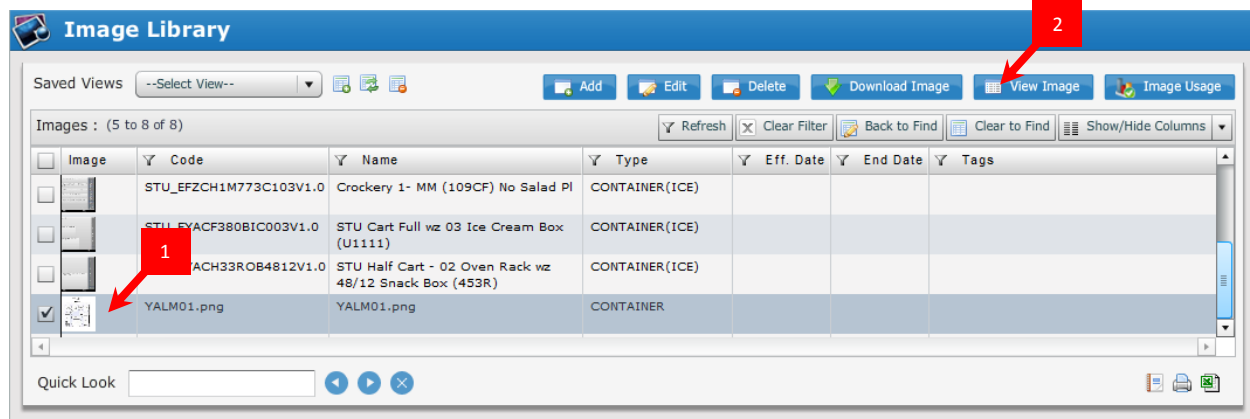 Image Library
2
Saved Views --Select View-- Add Edit Delete Download Image View Image Image Usage
Images : (5 to 8 of 8) Refresh Clear Filter Back to Find Clear to Find Show/Hide Columns
Image Code Name Type Eff. Date End Date Tags
STU_EFZCH1M773C103V1.0 Crockery 1- MM (109CF) No Salad Pl CONTAINER(ICE)
STU_EYACF380BIC003V1.0 STU Cart Full wz 03 Ice Cream Box CONTAINER(ICE)
(U1111)
1
STU Half Cart - 02 Oven Rack wz CONTAINER(ICE)
48/12 Snack Box (453R)
YALM01.png YALM01.png CONTAINER
Quick Look